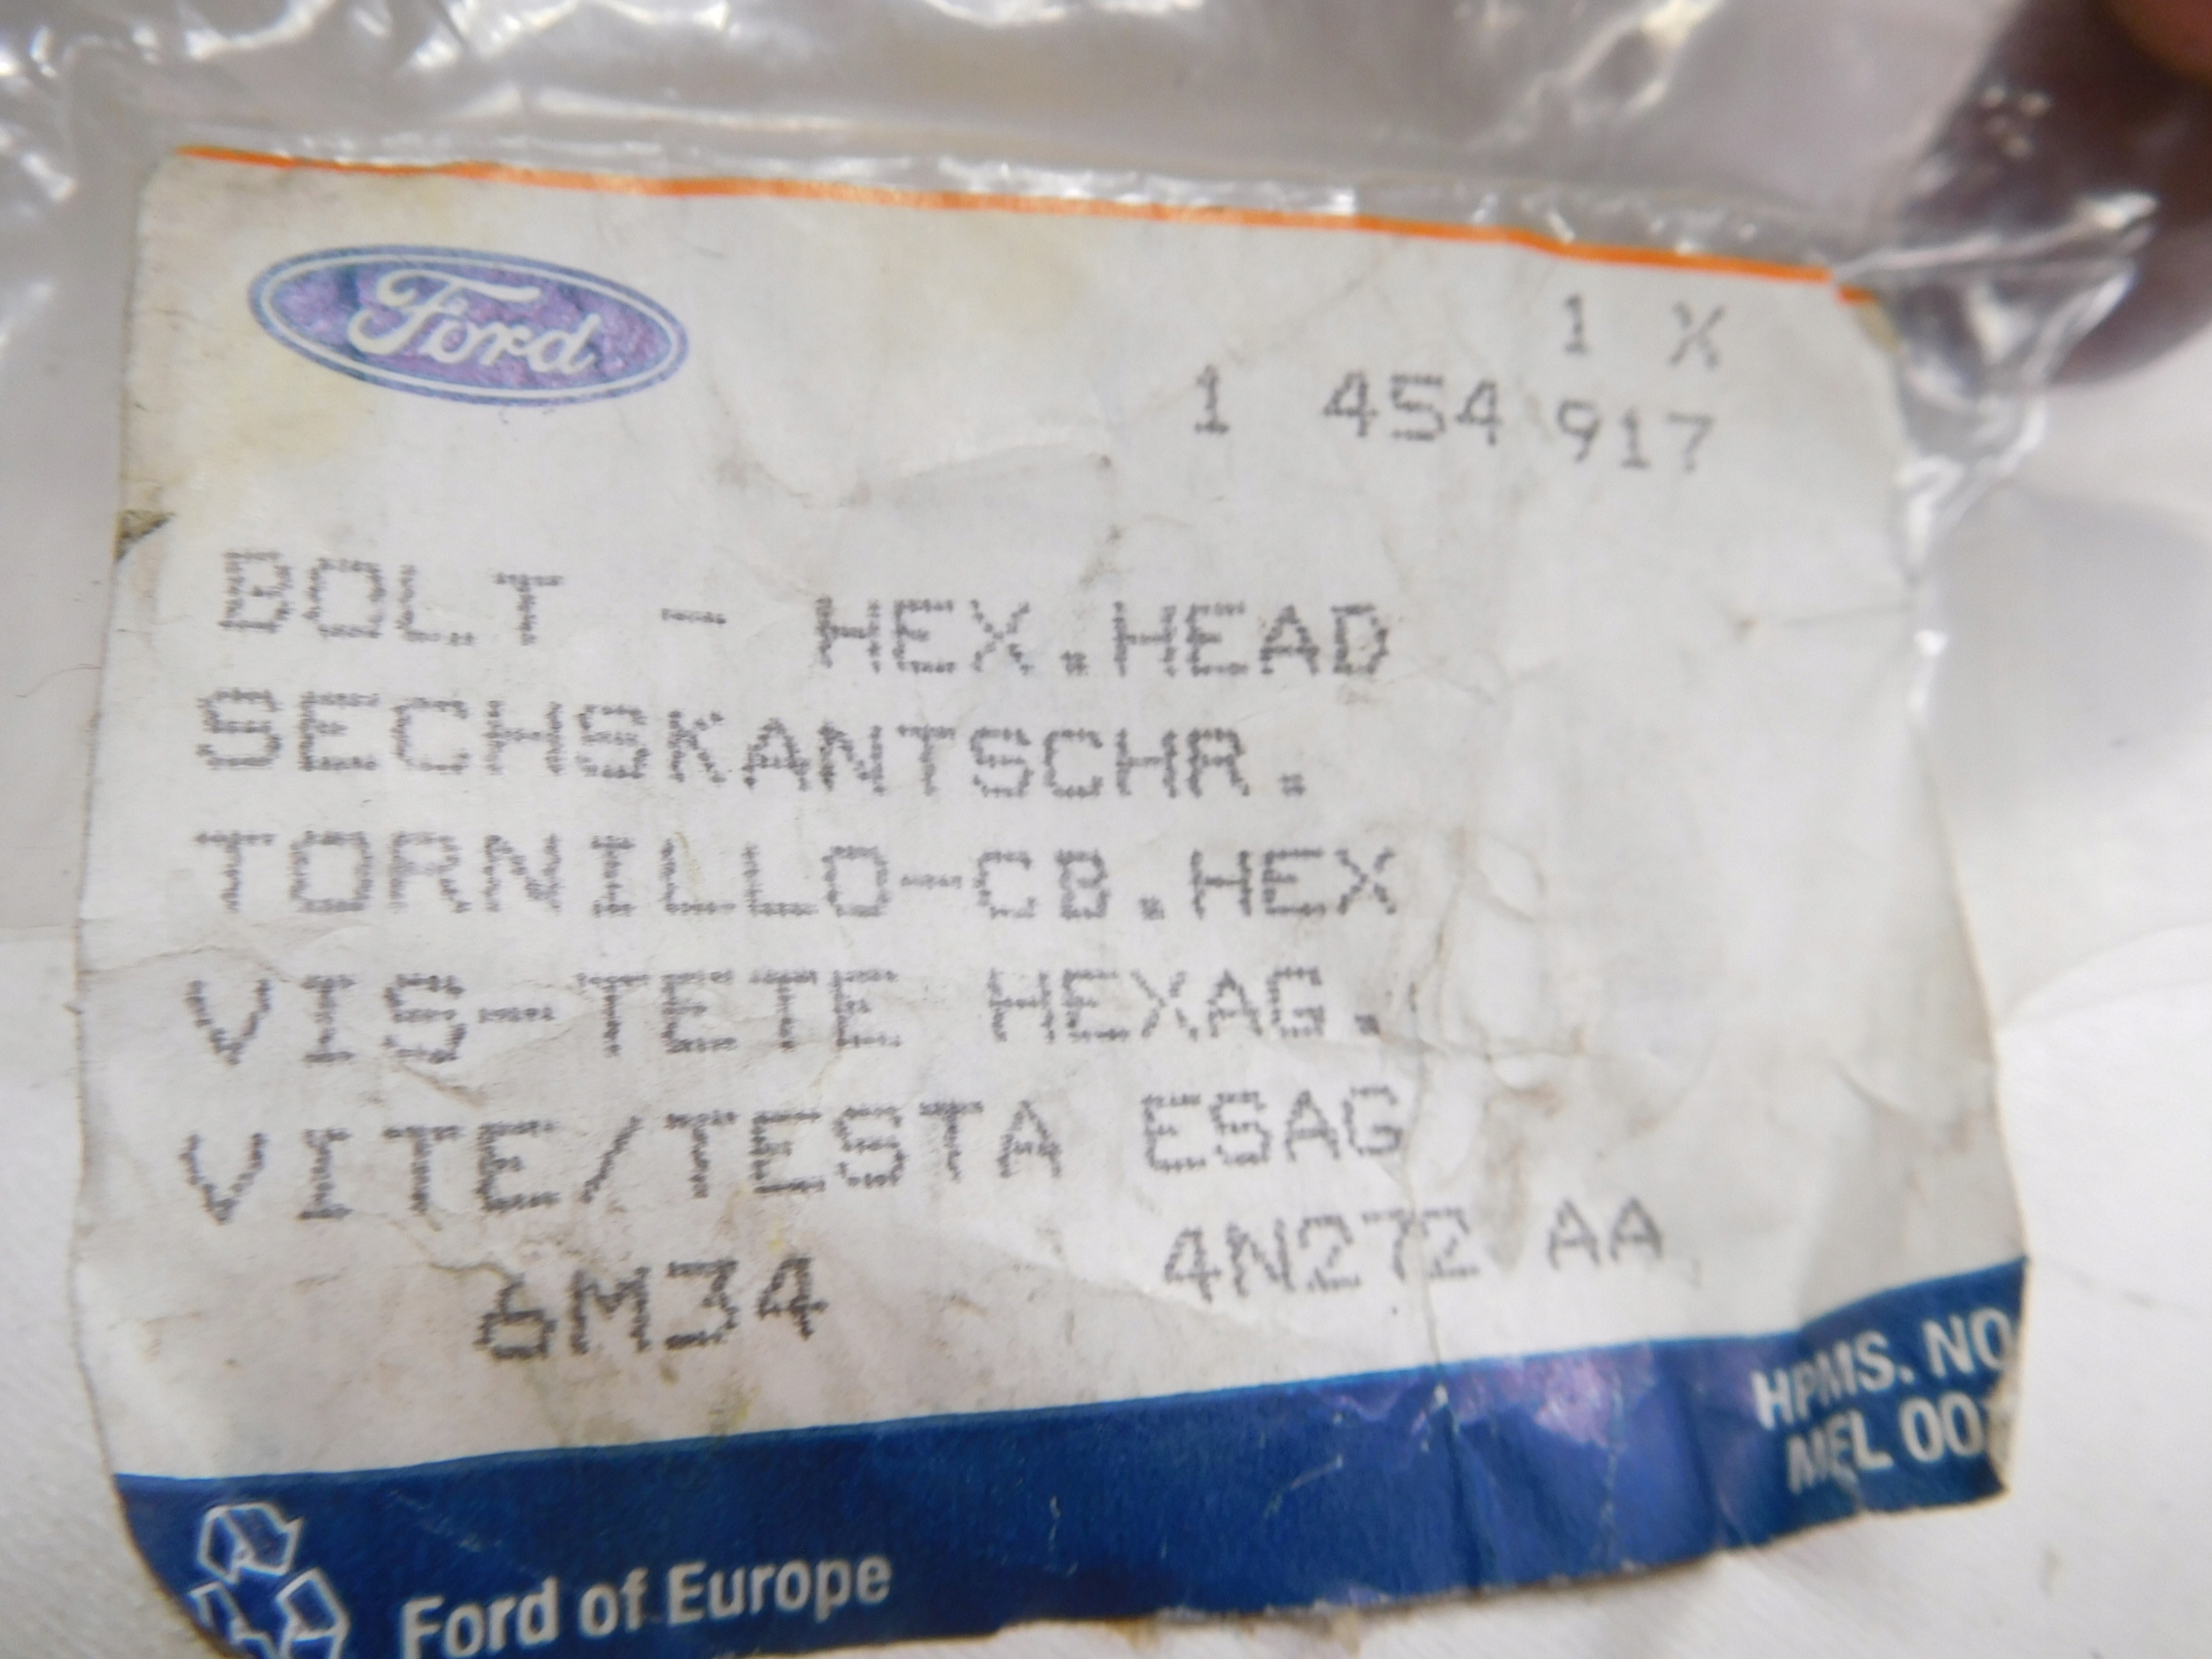 Ford
1 X
1 454 917
BOLT - HEX.HEAD
SECHSKANTSCHR.
TORNILLO-CB.HEX
VIS-TETE HEXAG.
VITE/TESTA ESAG
6M34 4N272 AA
HPMS. NO
MEL
Ford of Europe